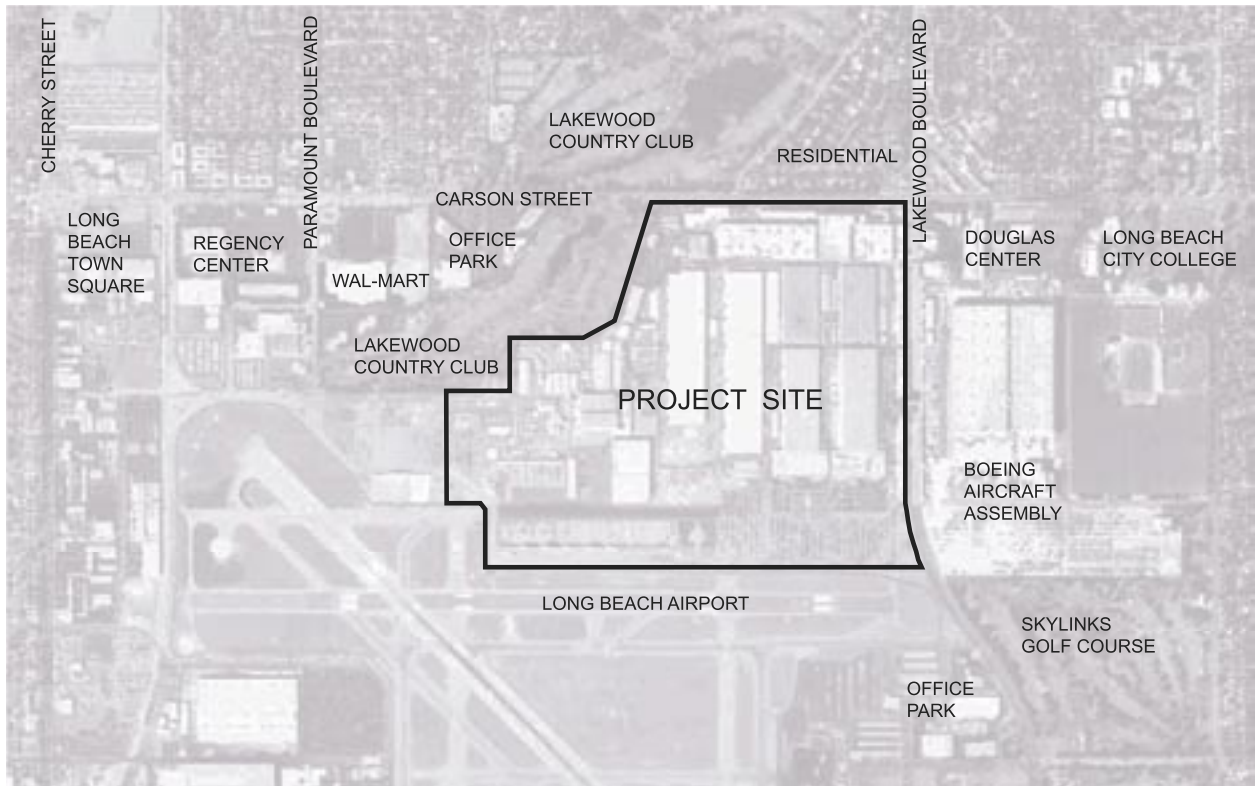 CHERRY STREET
PARAMOUNT BOULEVARD
LAKEWOOD BOULEVARD
LAKEWOOD
COUNTRY CLUB
RESIDENTIAL
CARSON STREET
LONG
BEACH
TOWN
SQUARE
REGENCY
CENTER
WAL-MART
OFFICE
PARK
DOUGLAS
CENTER
LONG BEACH
CITY COLLEGE
LAKEWOOD
COUNTRY CLUB
PROJECT SITE
BOEING
AIRCRAFT
ASSEMBLY
LONG BEACH AIRPORT
SKYLINKS
GOLF COURSE
OFFICE
PARK